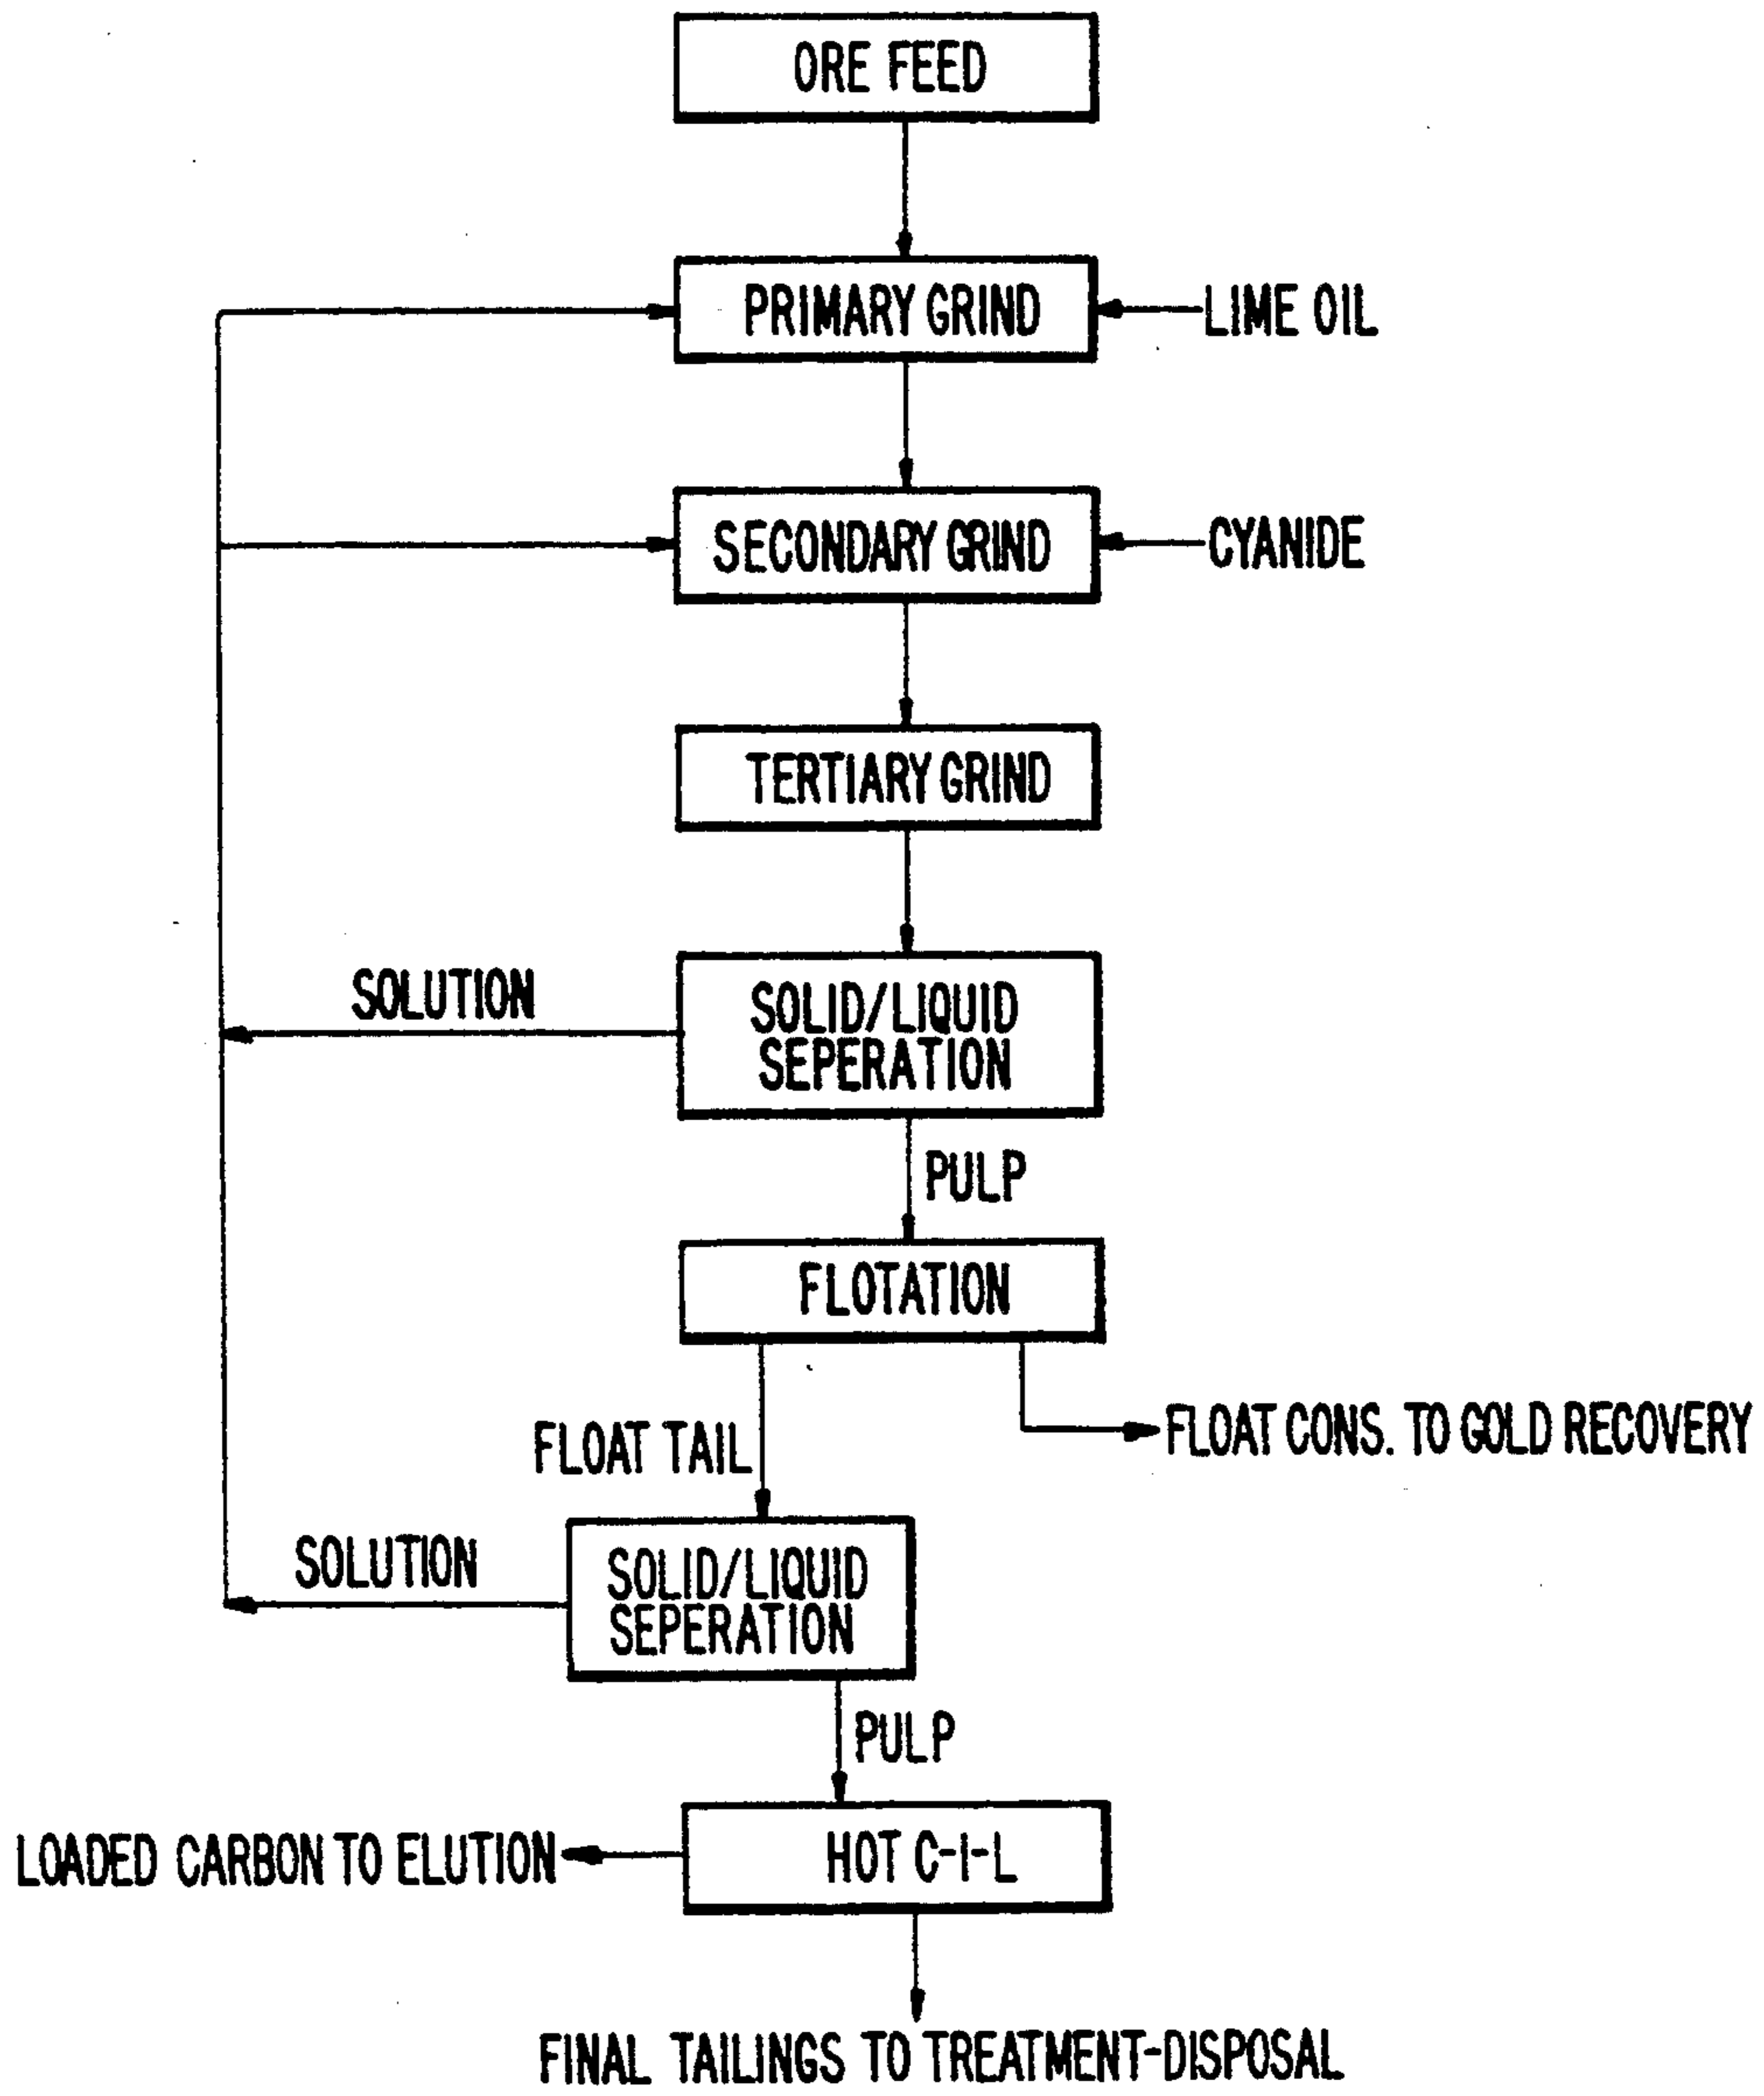 ORE FEED
PRIMARY GRIND
LIME OIL
SECONDARY GRIND
CYANIDE
TERTIARY GRIND
SOLUTION
SOLID/LIQUID
SEPERATION
PULP
FLOTATION
FLOAT TAIL
FLOAT CONS. TO GOLD RECOVERY
SOLUTION
SOLID/LIQUID
SEPERATION
PULP
LOADED CARBON TO ELUTION
HOT C-I-L
FINAL TAILINGS TO TREATMENT-DISPOSAL